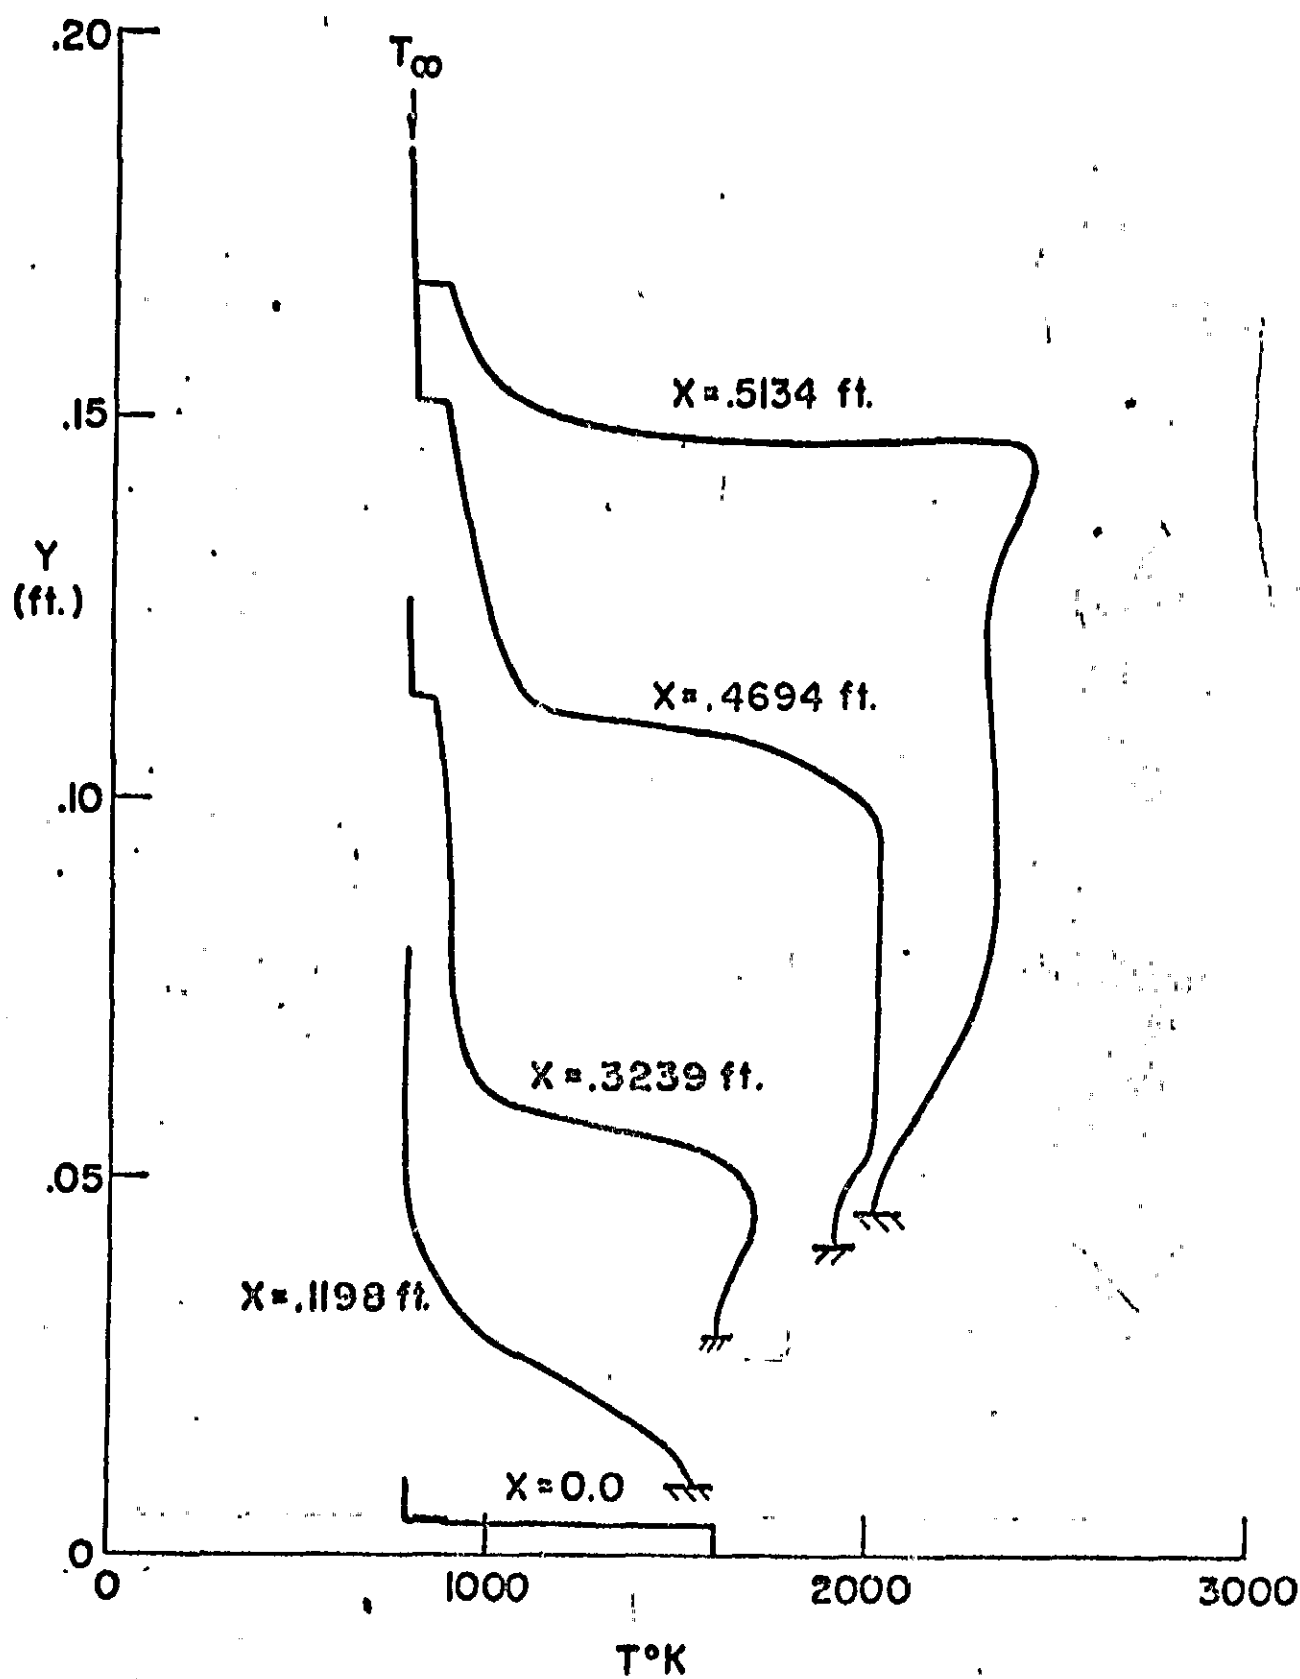 .20
T∞
X=.5134 ft.
.15
Y
(ft.)
X=.4694 ft.
.10
X=.3239 ft.
.05
X=.1198 ft.
X=0.0
0
0 1000 2000 3000
T°K